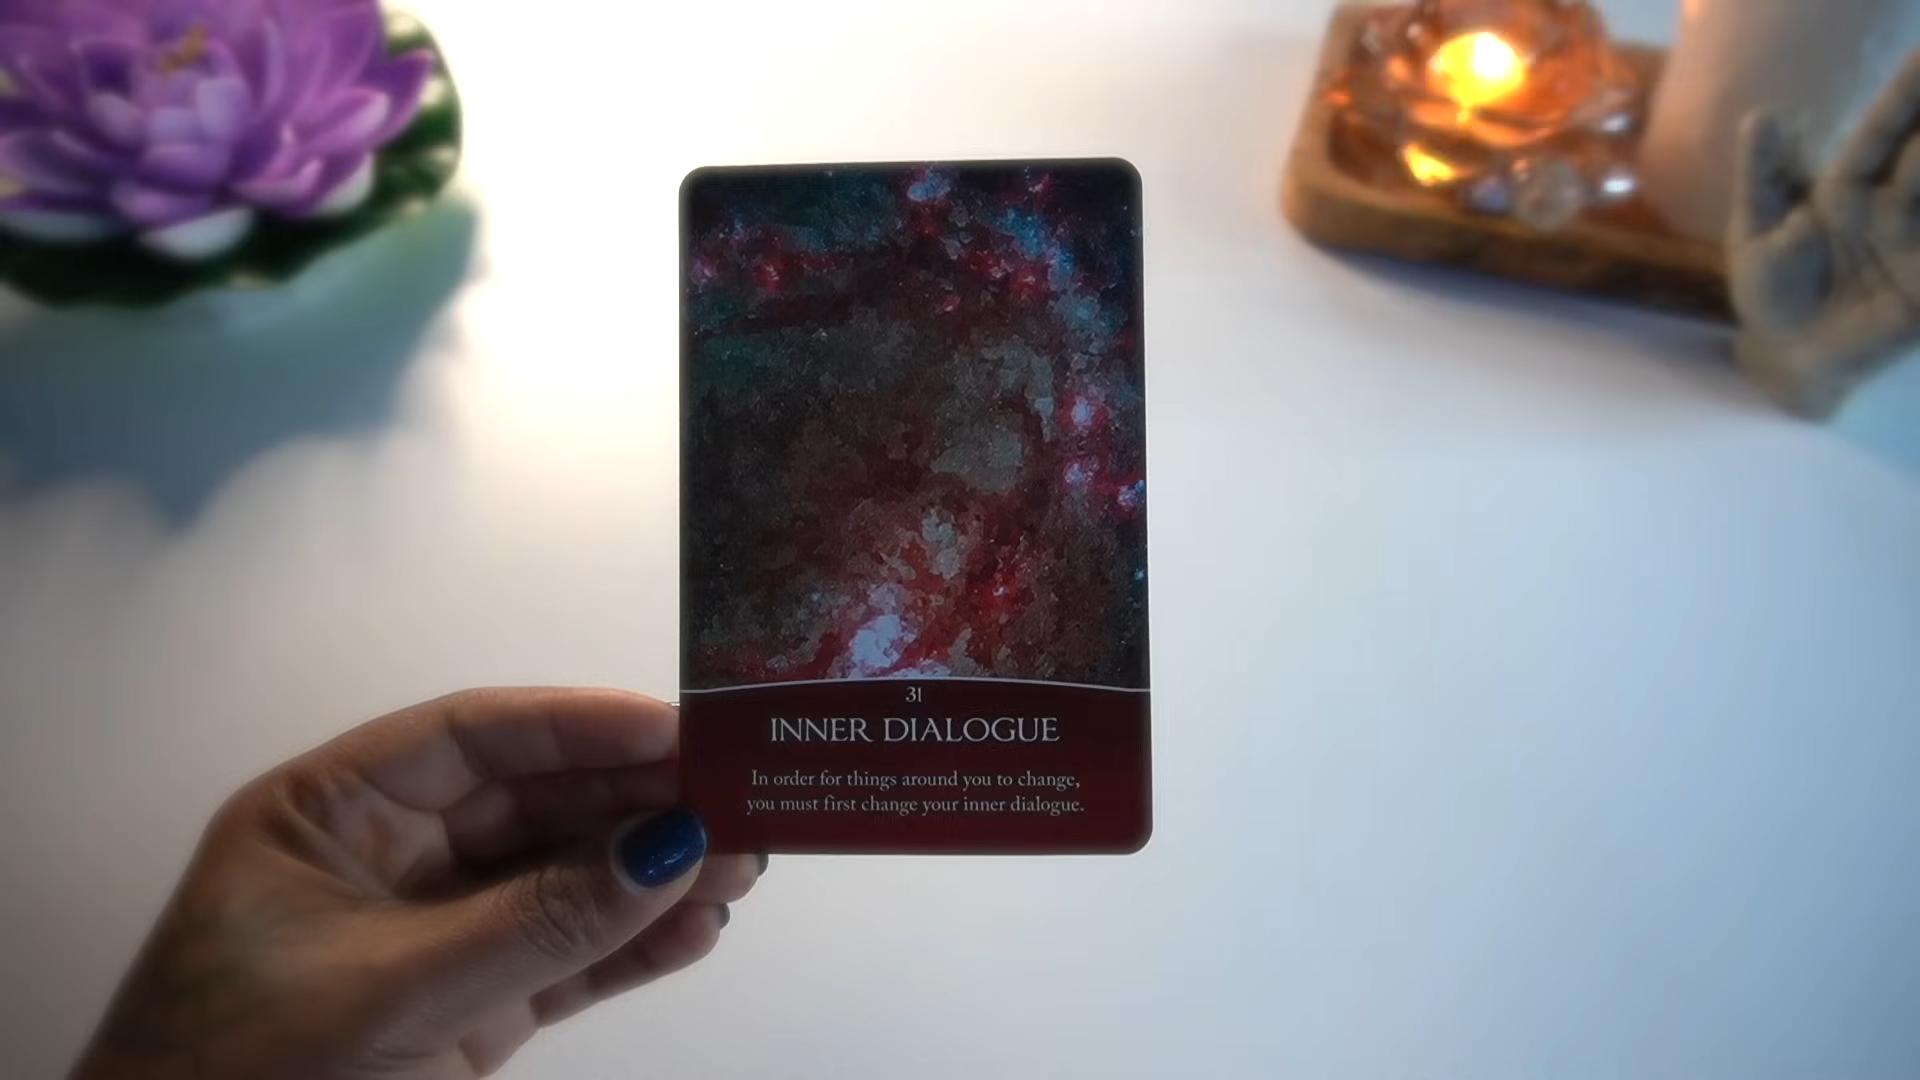 31
INNER DIALOGUE
In order for things around you to change,
you must first change your inner dialogue.